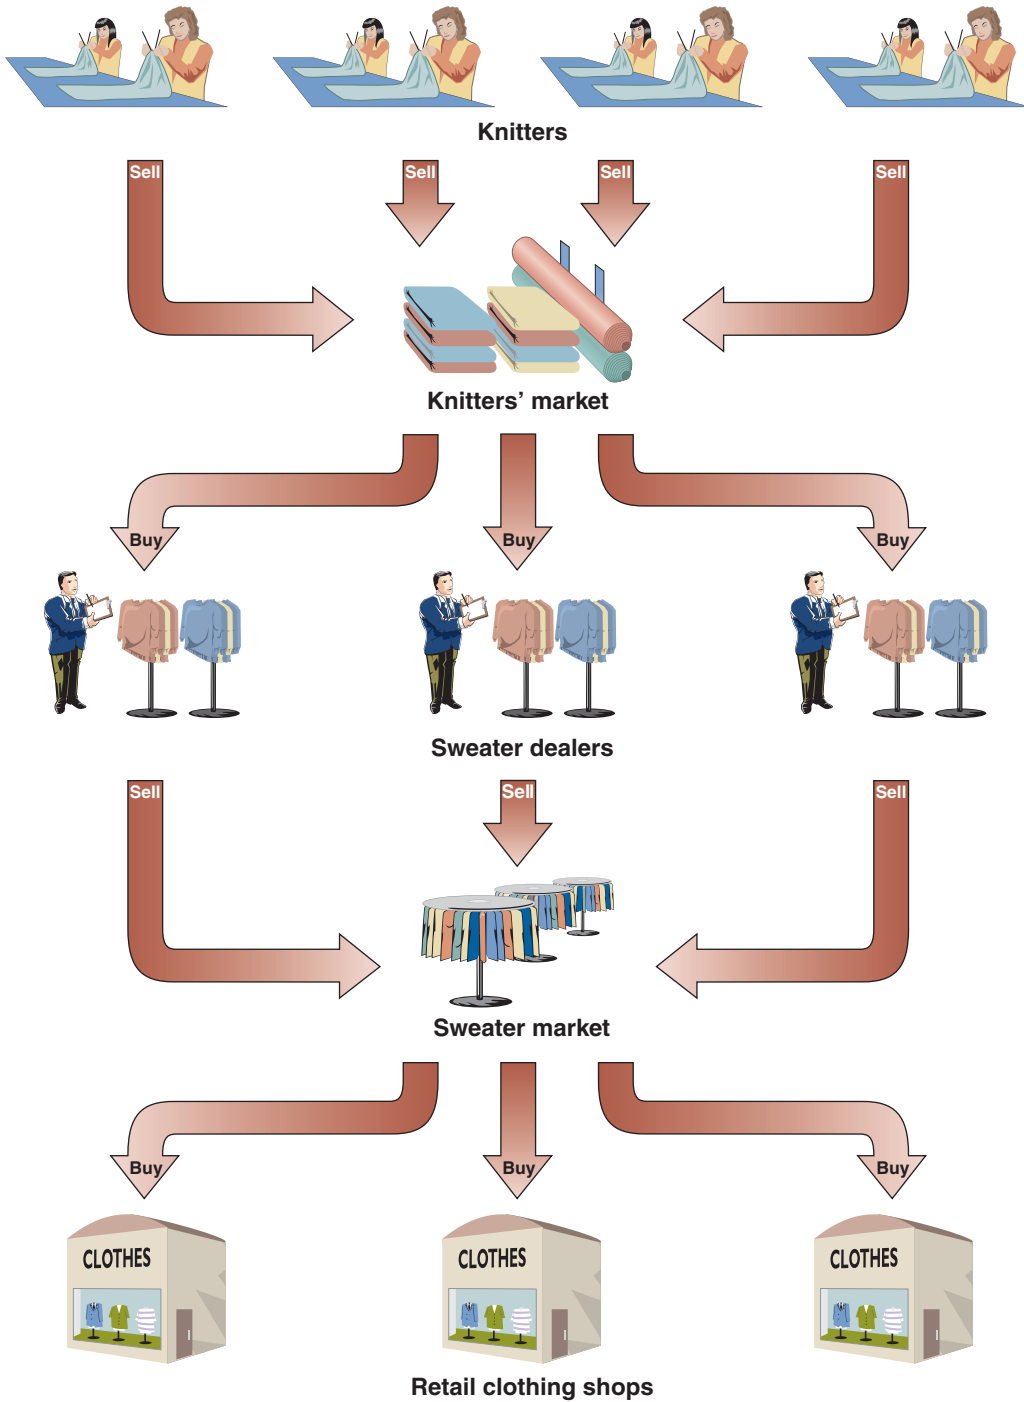 Knitters
Sell
Sell
Sell
Sell
Knitters’ market
Buy
Buy
Buy
Sweater dealers
Sell
Sell
Sell
Sweater market
Buy
Buy
Buy
CLOTHES
CLOTHES
CLOTHES
Retail clothing shops